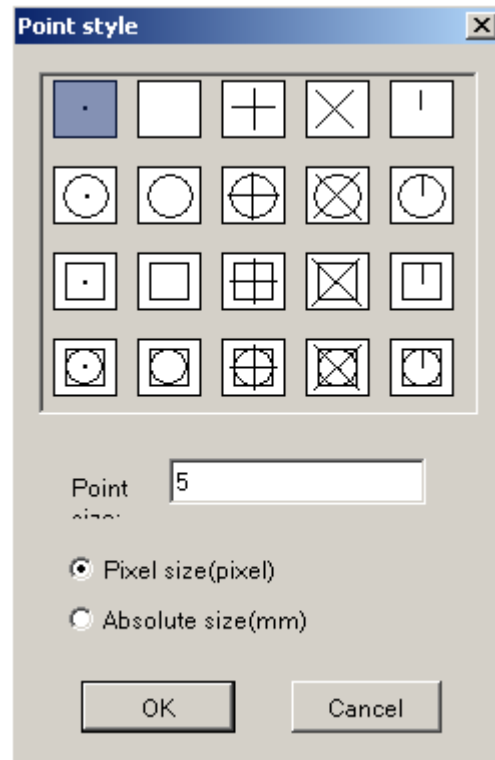 Point style
Point
5
Pixel size(pixel)
Absolute size(mm)
OK
Cancel